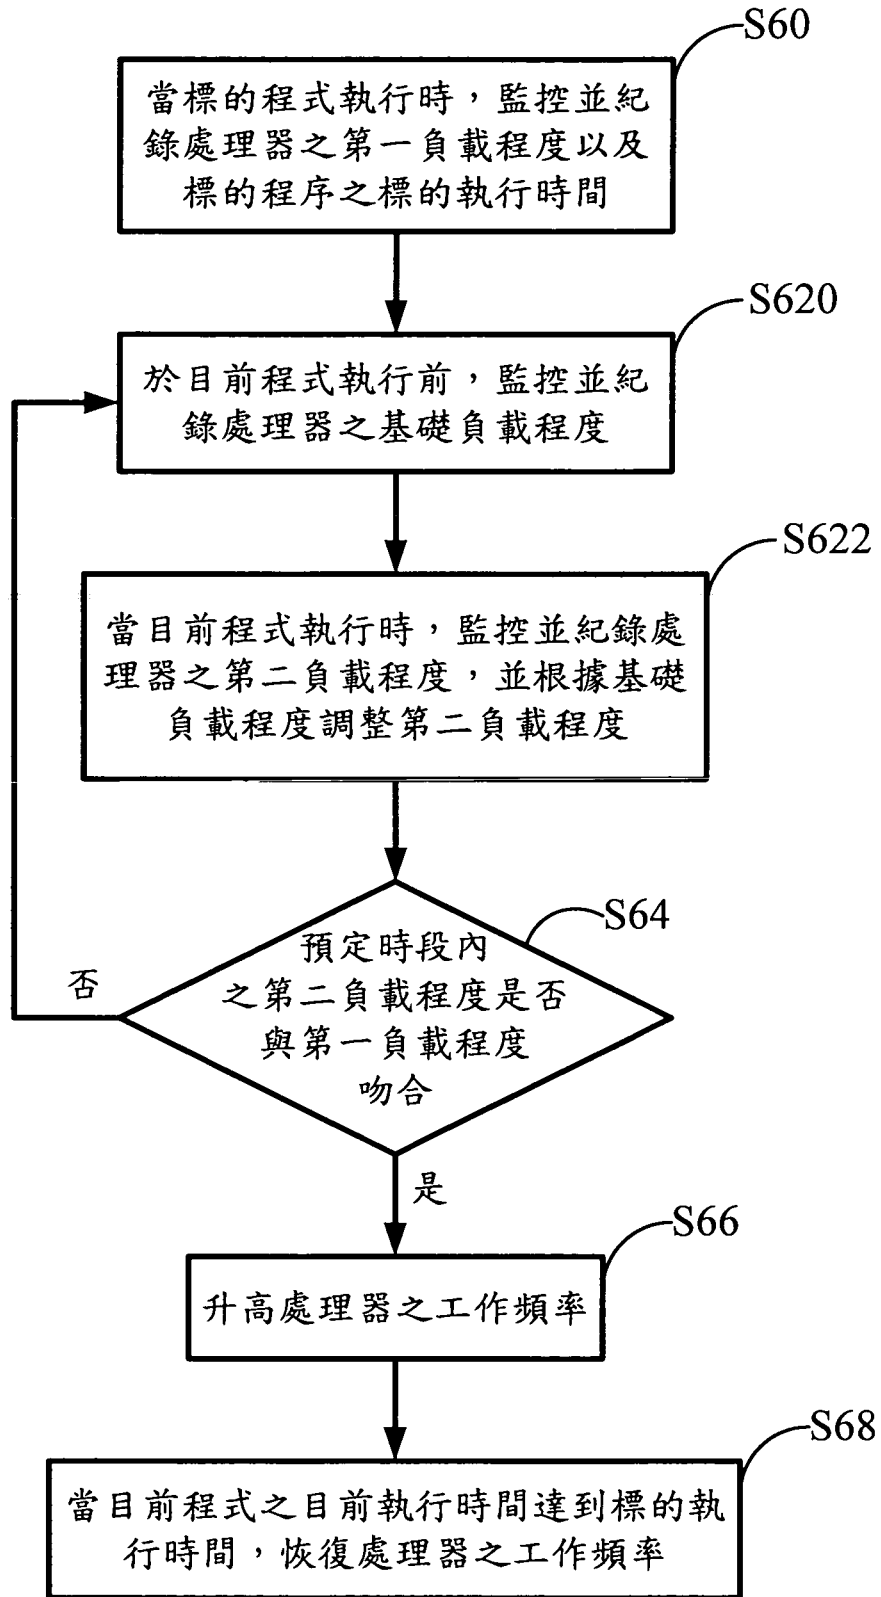 S60
當標的程式執行時，監控並紀
錄處理器之第一負載程度以及
標的程序之標的執行時間
S620
於目前程式執行前，監控並紀
錄處理器之基礎負載程度
S622
當目前程式執行時，監控並紀錄處
理器之第二負載程度，並根據基礎
負載程度調整第二負載程度
S64
預定時段內
之第二負載程度是否
與第一負載程度
吻合
否
是
S66
升高處理器之工作頻率
S68
當目前程式之目前執行時間達到標的執
行時間，恢復處理器之工作頻率